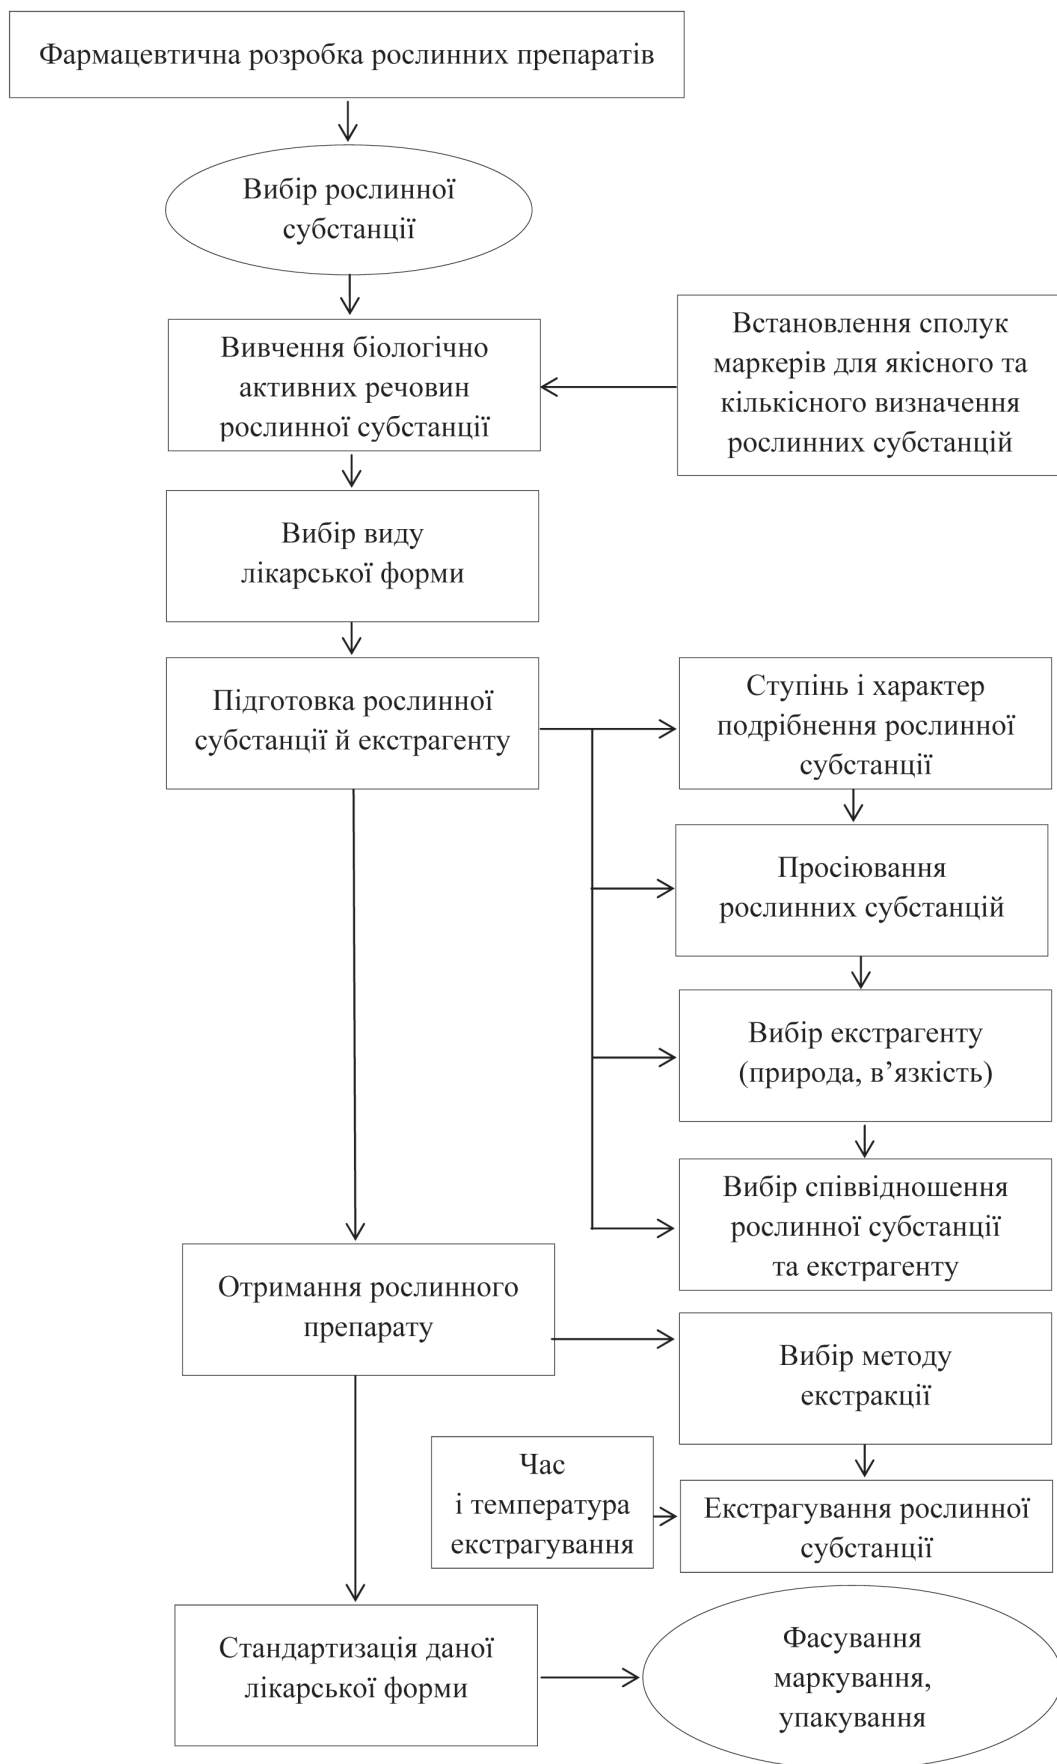 Фармацевтична розробка рослинних препаратів
Вибір рослинної
субстанції
Вивчення біологічно
активних речовин
рослинної субстанції
Встановлення сполук
маркерів для якісного та
кількісного визначення
рослинних субстанцій
Вибір виду
лікарської форми
Підготовка рослинної
субстанції й екстрагенту
Ступінь і характер
подрібнення рослинної
субстанції
Просіювання
рослинних субстанцій
Вибір екстрагенту
(природа, в’язкість)
Вибір співвідношення
рослинної субстанції
та екстрагенту
Отримання рослинного
препарату
Вибір методу
екстракції
Час
і температура
екстрагування
Екстрагування рослинної
субстанції
Стандартизація даної
лікарської форми
Фасування
маркування,
упакування